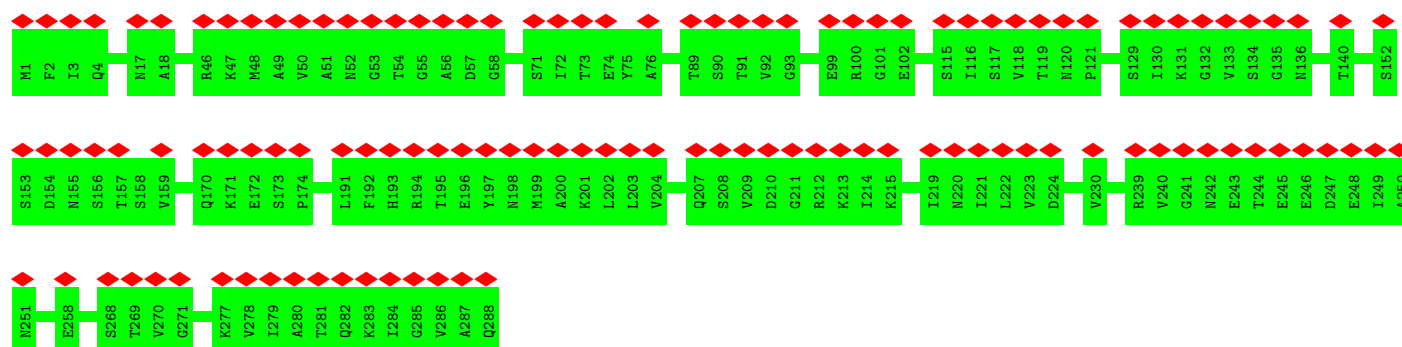 M1 F2 I3 Q4 N17 A18 R46 K47 M48 A49 V50 A51 N52 G53 T54 G55 A56 D57 G58 S71 I72 T73 E74 Y75 A76 T89 S90 T91 V92 G93 E99 R100 G101 E102 S115 I116 S117 V118 T119 N120 P121 S129 I130 K131 G132 V133 S134 G135 N136 T140 S152
S153 D154 N155 S156 T157 S158 V159 Q170 K171 E172 S173 P174 L191 F192 H193 R194 T195 E196 Y197 N198 M199 A200 K201 L202 L203 V204 Q207 S208 V209 D210 G211 R212 K213 I214 K215 I219 N220 I221 L222 V223 D224 V230 R239 V240 G241 N242 E243 T244 E245 E246 D247 E248 I249 A250
N251 E258 S268 T269 V270 G271 K277 V278 I279 A280 T281 Q282 K283 I284 G285 V286 A287 Q288